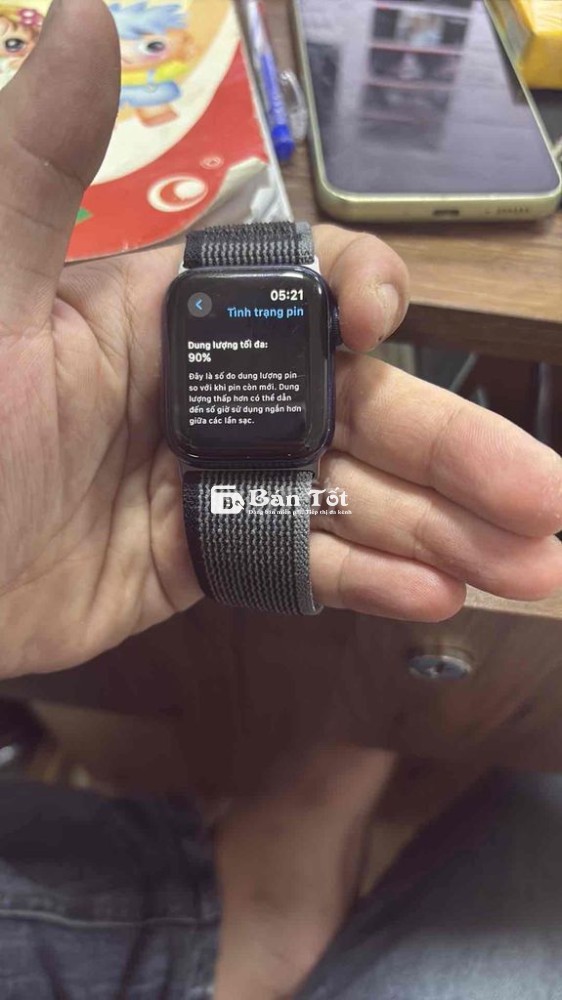 05:21
Tình trạng pin
Dung lượng tối đa:
90%
Đây là số đo dung lượng pin
so với khi pin còn mới. Dung
lượng thấp hơn có thể dẫn
đến số giờ sử dụng ngắn hơn
giữa các lần sạc.
Bán Tốt